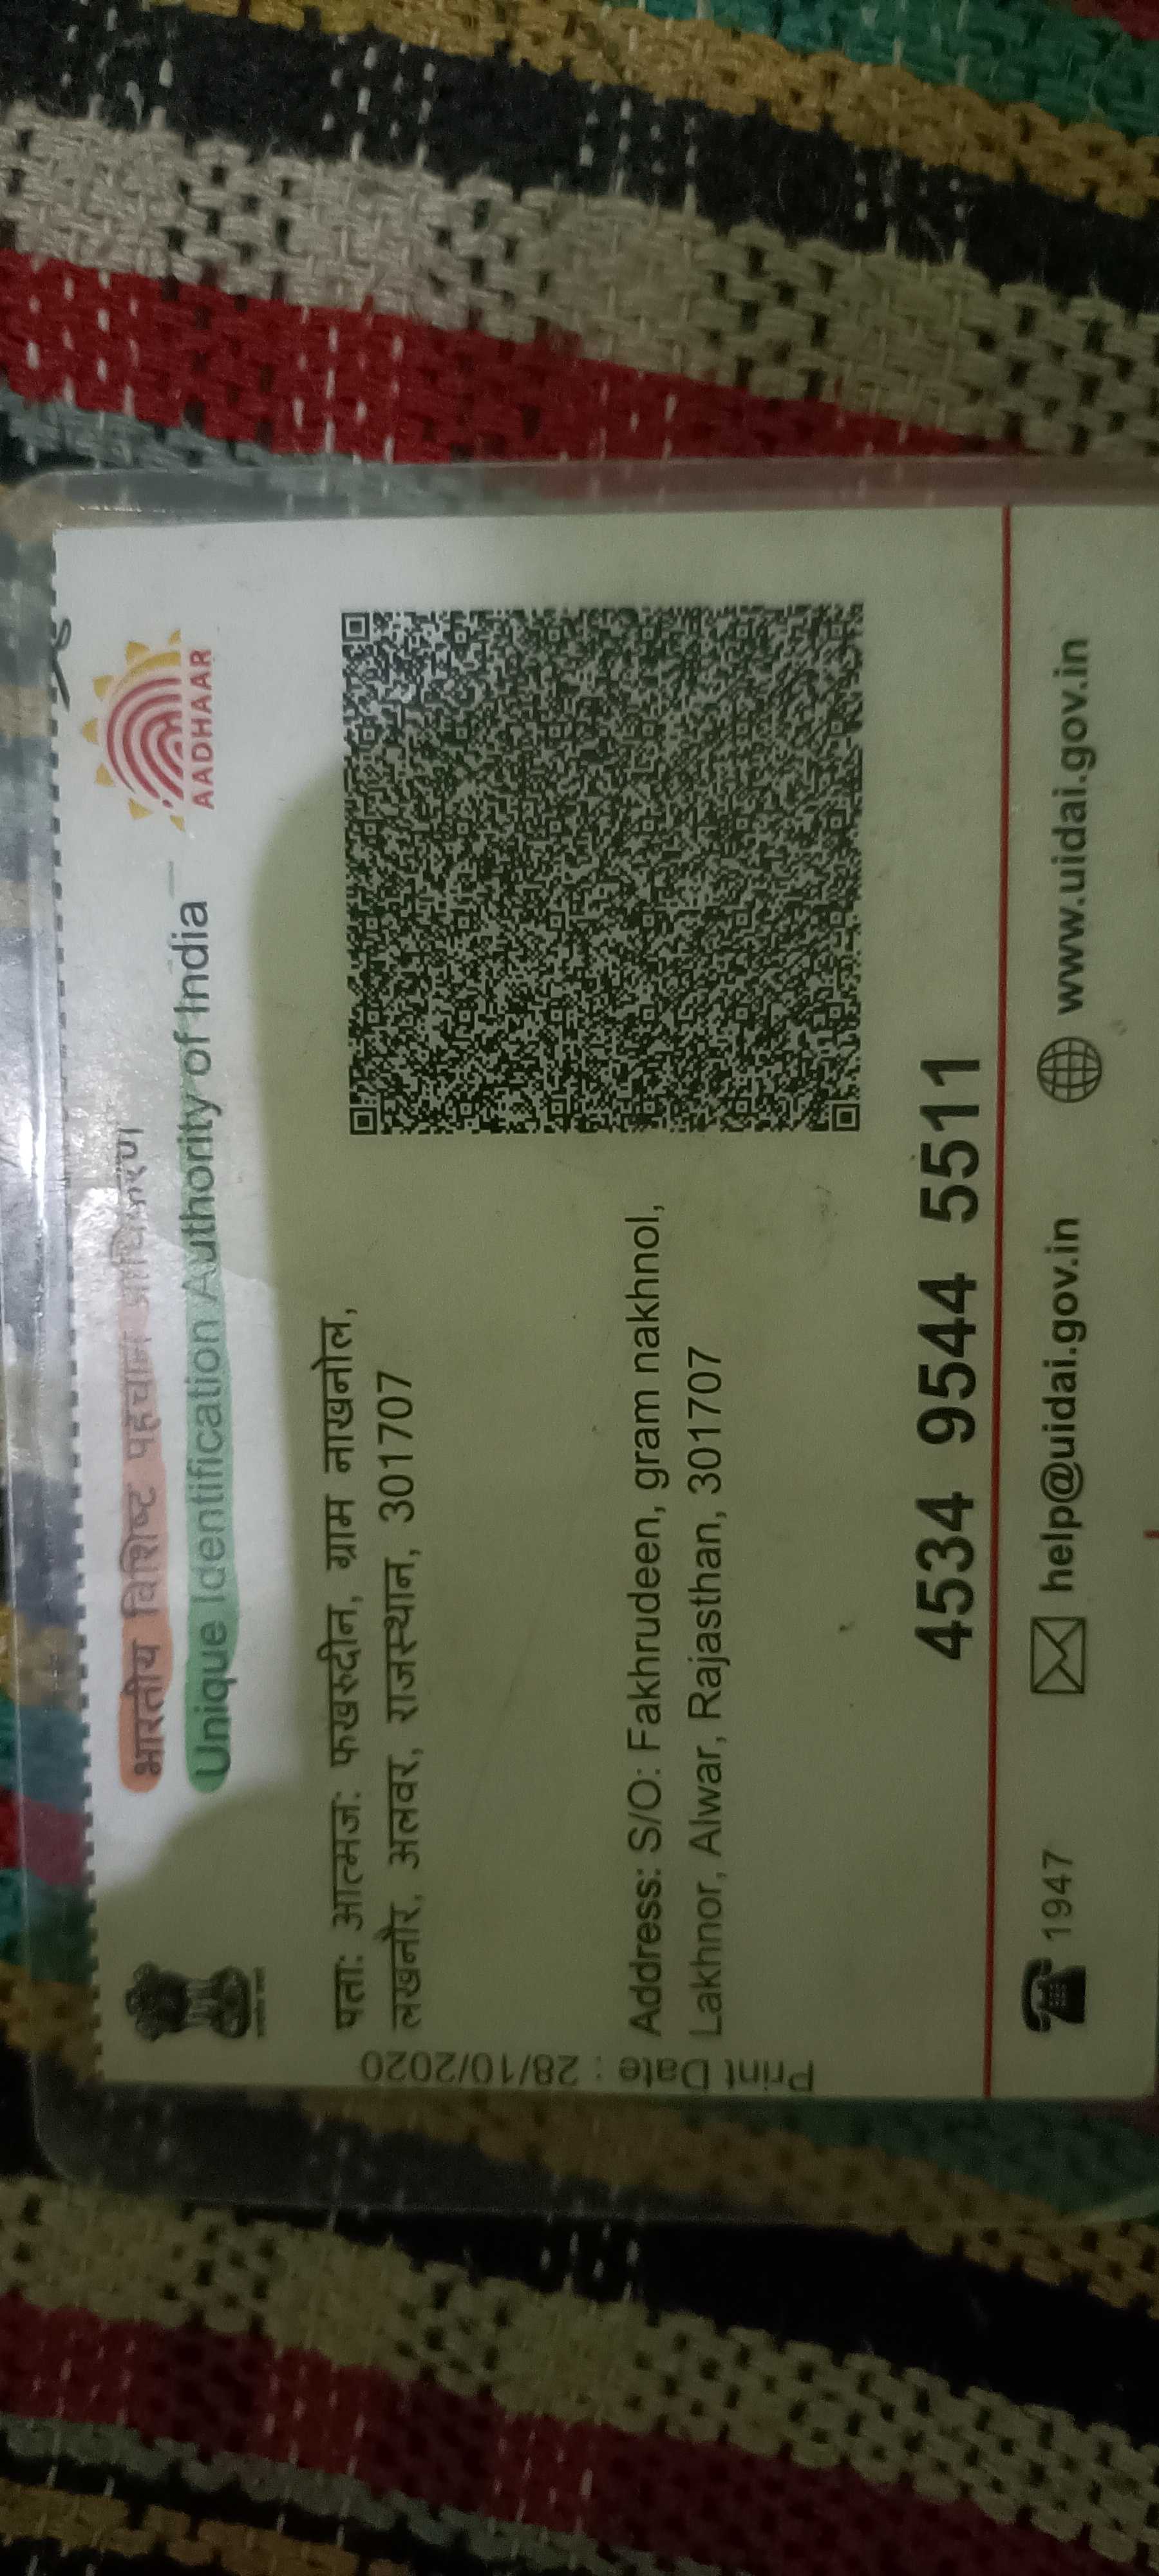 भारतीय विशिष्ट पहचान प्राधिकरण
Unique Identification Authority of India
AADHAAR
पता: आत्मज: फखरुदीन, ग्राम नाखनोल,
लखनौर, अलवर, राजस्थान, 301707
Address: S/O: Fakhrudeen, gram nakhnol,
Lakhnor, Alwar, Rajasthan, 301707
Print Date : 28/10/2020
4534 9544 5511
1947 help@uidai.gov.in www.uidai.gov.in